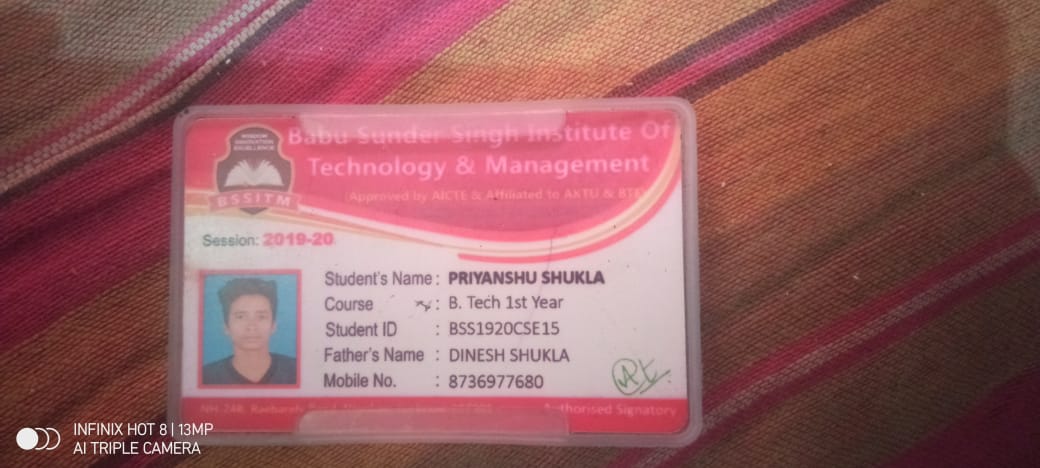 WISDOM
INNOVATION
EXCELLENCE
BSSITM
Babu Sunder Singh Institute Of
Technology & Management
(Approved by AICTE & Affiliated to AKTU & BTE)
Session: 2019-20
Student's Name : PRIYANSHU SHUKLA
Course : B. Tech 1st Year
Student ID : BSS1920CSE15
Father's Name : DINESH SHUKLA
Mobile No. : 8736977680
NH-24B, Raebarely Road,
Authorised Signatory
INFINIX HOT 8 | 13MP
AI TRIPLE CAMERA